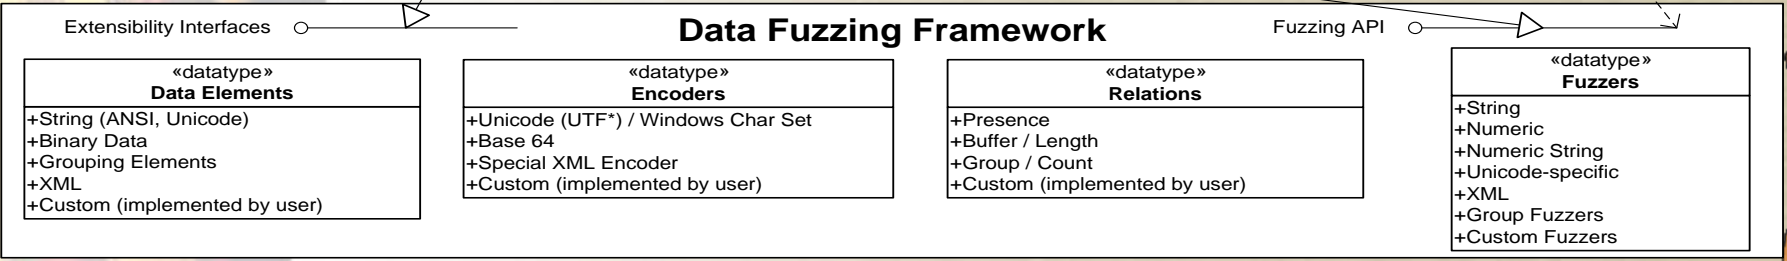 Extensibility Interfaces
Data Fuzzing Framework
Fuzzing API
«datatype»
Data Elements
+String (ANSI, Unicode)
+Binary Data
+Grouping Elements
+XML
+Custom (implemented by user)
«datatype»
Encoders
+Unicode (UTF*) / Windows Char Set
+Base 64
+Special XML Encoder
+Custom (implemented by user)
«datatype»
Relations
+Presence
+Buffer / Length
+Group / Count
+Custom (implemented by user)
«datatype»
Fuzzers
+String
+Numeric
+Numeric String
+Unicode-specific
+XML
+Group Fuzzers
+Custom Fuzzers